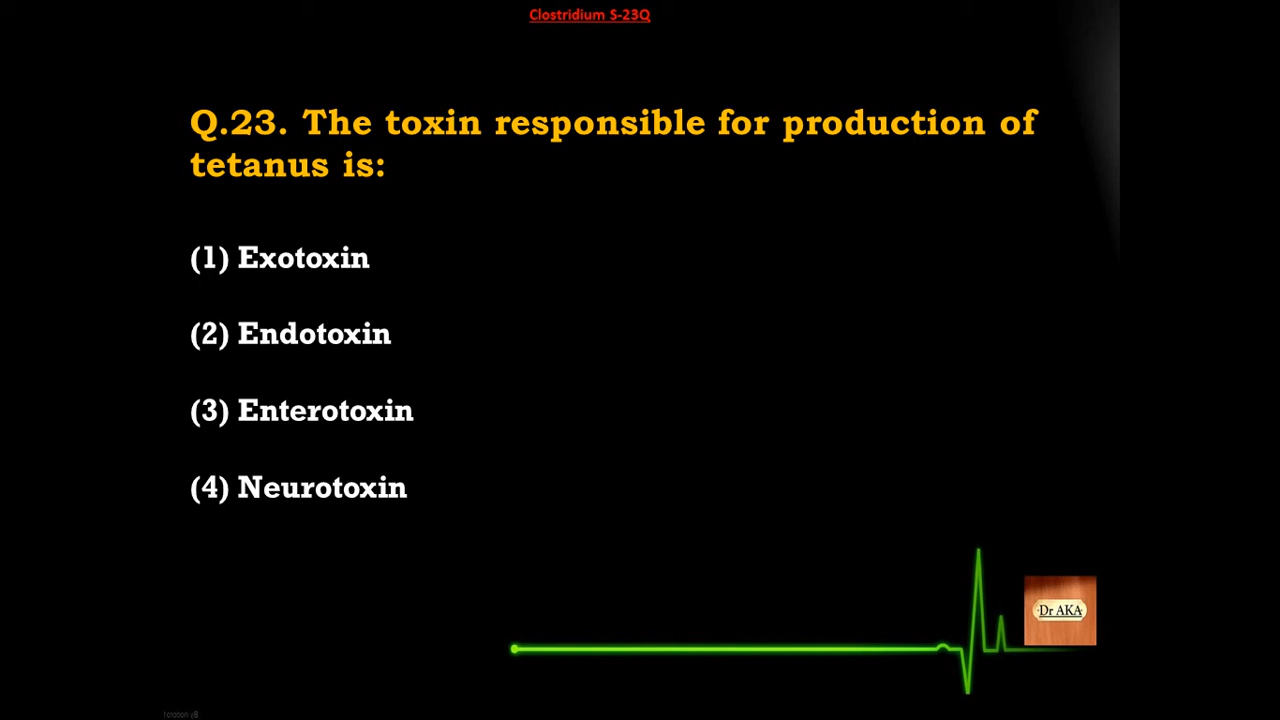 Clostridium S-23Q
Q.23. The toxin responsible for production of
tetanus is:
(1) Exotoxin
(2) Endotoxin
(3) Enterotoxin
(4) Neurotoxin
Dr AKA